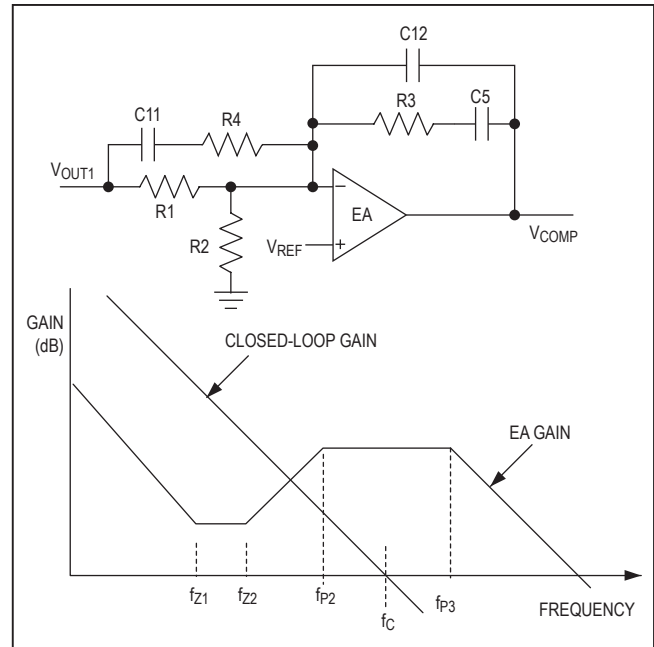 C12
R3
C5
C11
R4
VOUT1
R1
R2
VREF
−
+
EA
VCOMP
GAIN
(dB)
CLOSED-LOOP GAIN
EA GAIN
fZ1
fZ2
fP2
fC
fP3
FREQUENCY